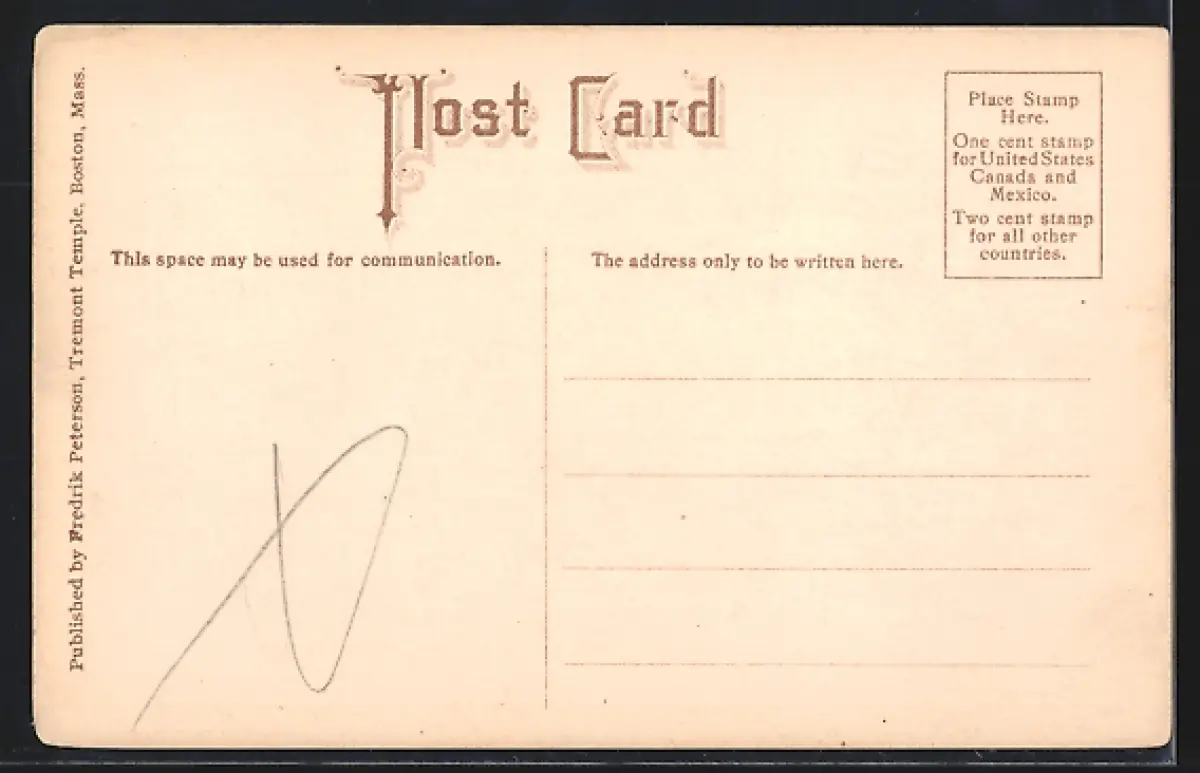 Post Card
Place Stamp
Here.
One cent stamp
for United States
Canada and
Mexico.
Two cent stamp
for all other
countries.
This space may be used for communication.
The address only to be written here.
Published by Fredrik Peterson, Tremont Temple, Boston, Mass.